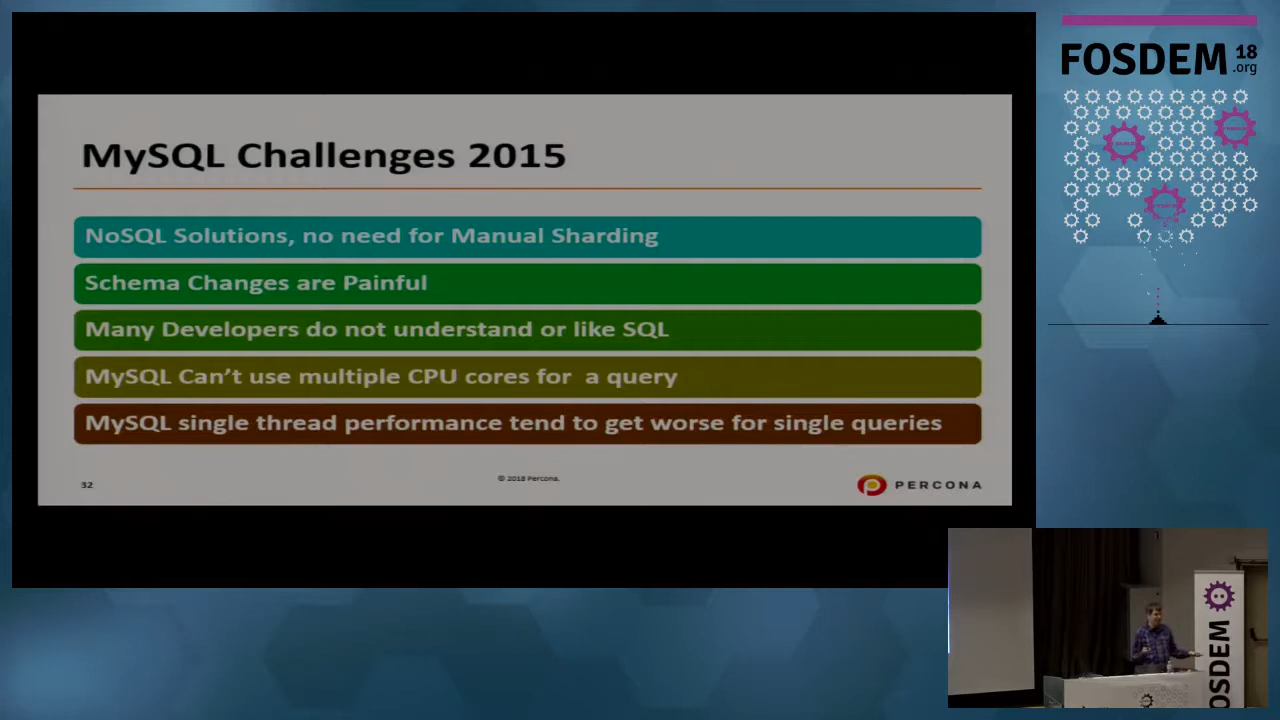 FOSDEM 18
.org
MySQL Challenges 2015
NoSQL Solutions, no need for Manual Sharding
Schema Changes are Painful
Many Developers do not understand or like SQL
MySQL Can't use multiple CPU cores for  a query
MySQL single thread performance tend to get worse for single queries
32
© 2018 Percona.
PERCONA
OSDEM